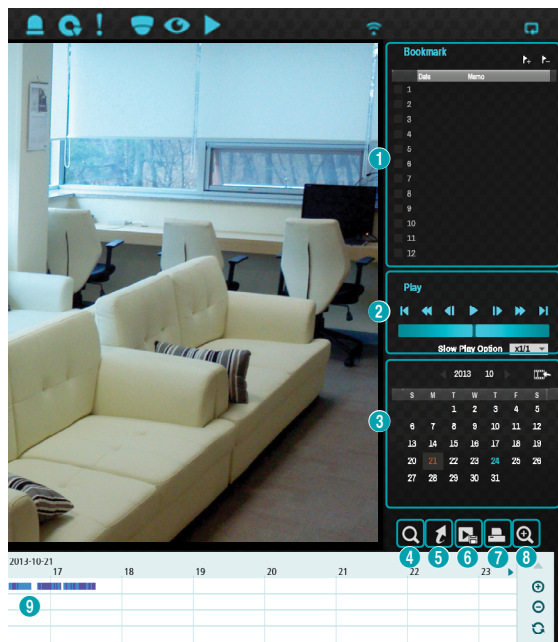 Bookmark
Date Memo
1
2
3
4
5
6
7
8
9
10
11
12
1
Play
2
Slow Play Option x1/1
2013 10
S M T W T F S
1 2 3 4 5
6 7 8 9 10 11 12
3
13 14 15 16 17 18 19
20 21 22 23 24 25 26
27 28 29 30 31
4 5 6 7 8
2013-10-21
17 18 19 20 21 22 23
9